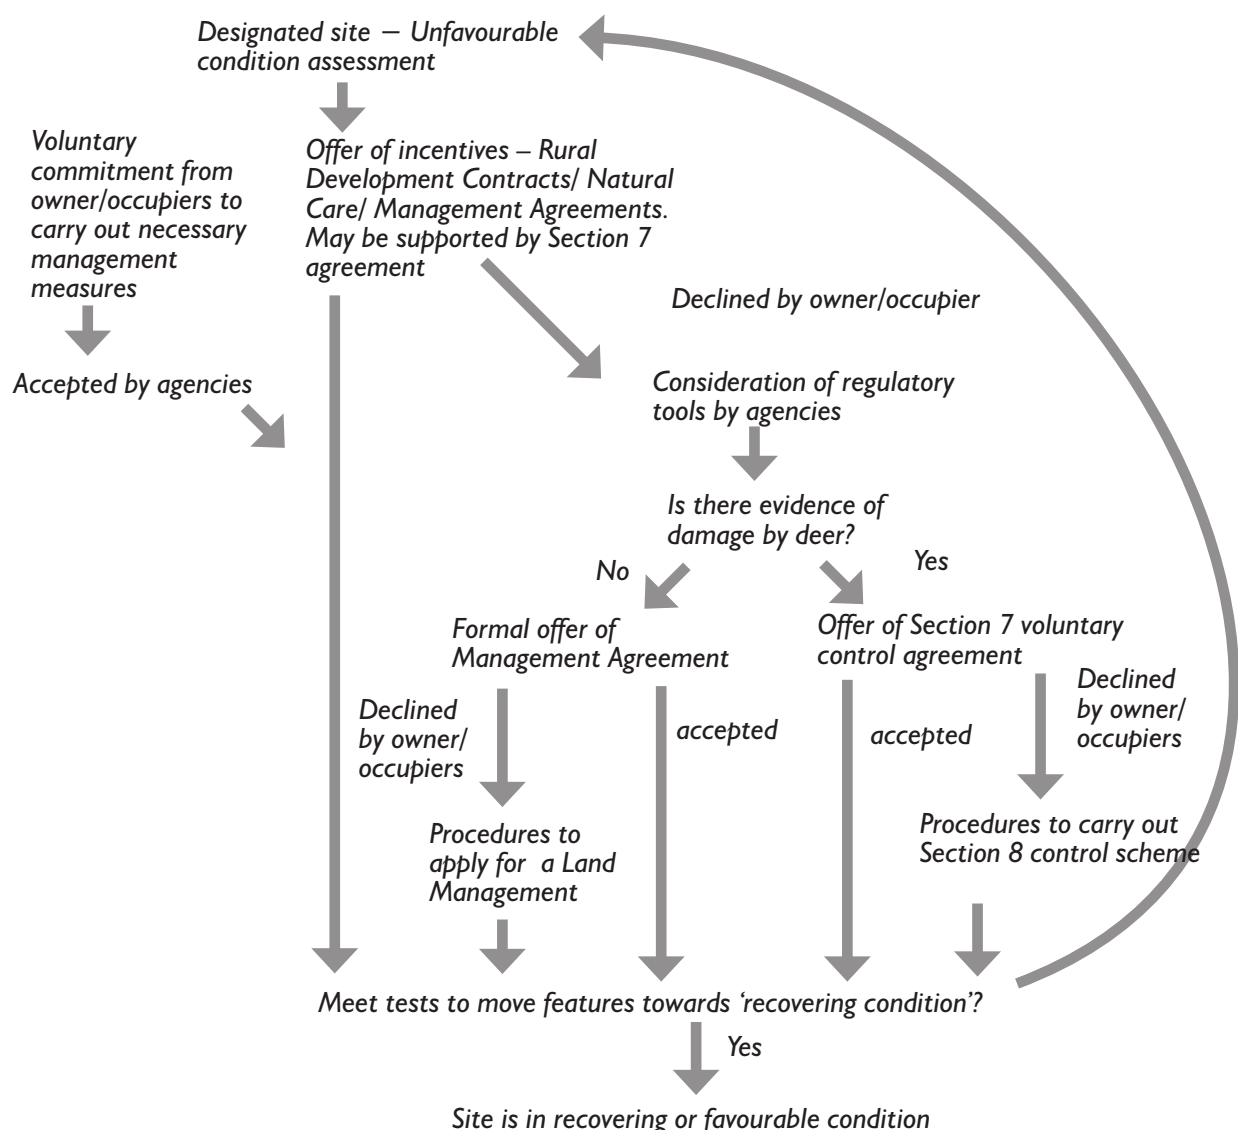 Designated site – Unfavourable
condition assessment
Voluntary
commitment from
owner/occupiers to
carry out necessary
management
measures
Offer of incentives – Rural
Development Contracts/ Natural
Care/ Management Agreements.
May be supported by Section 7
agreement
Declined by owner/occupier
Accepted by agencies
Consideration of regulatory
tools by agencies
Is there evidence of
damage by deer?
No
Yes
Formal offer of
Management Agreement
Offer of Section 7 voluntary
control agreement
Declined
by owner/
occupiers
accepted
accepted
Declined
by owner/
occupiers
Procedures to
apply for  a Land
Management
Procedures to carry out
Section 8 control scheme
Meet tests to move features towards ‘recovering condition’?
Yes
Site is in recovering or favourable condition